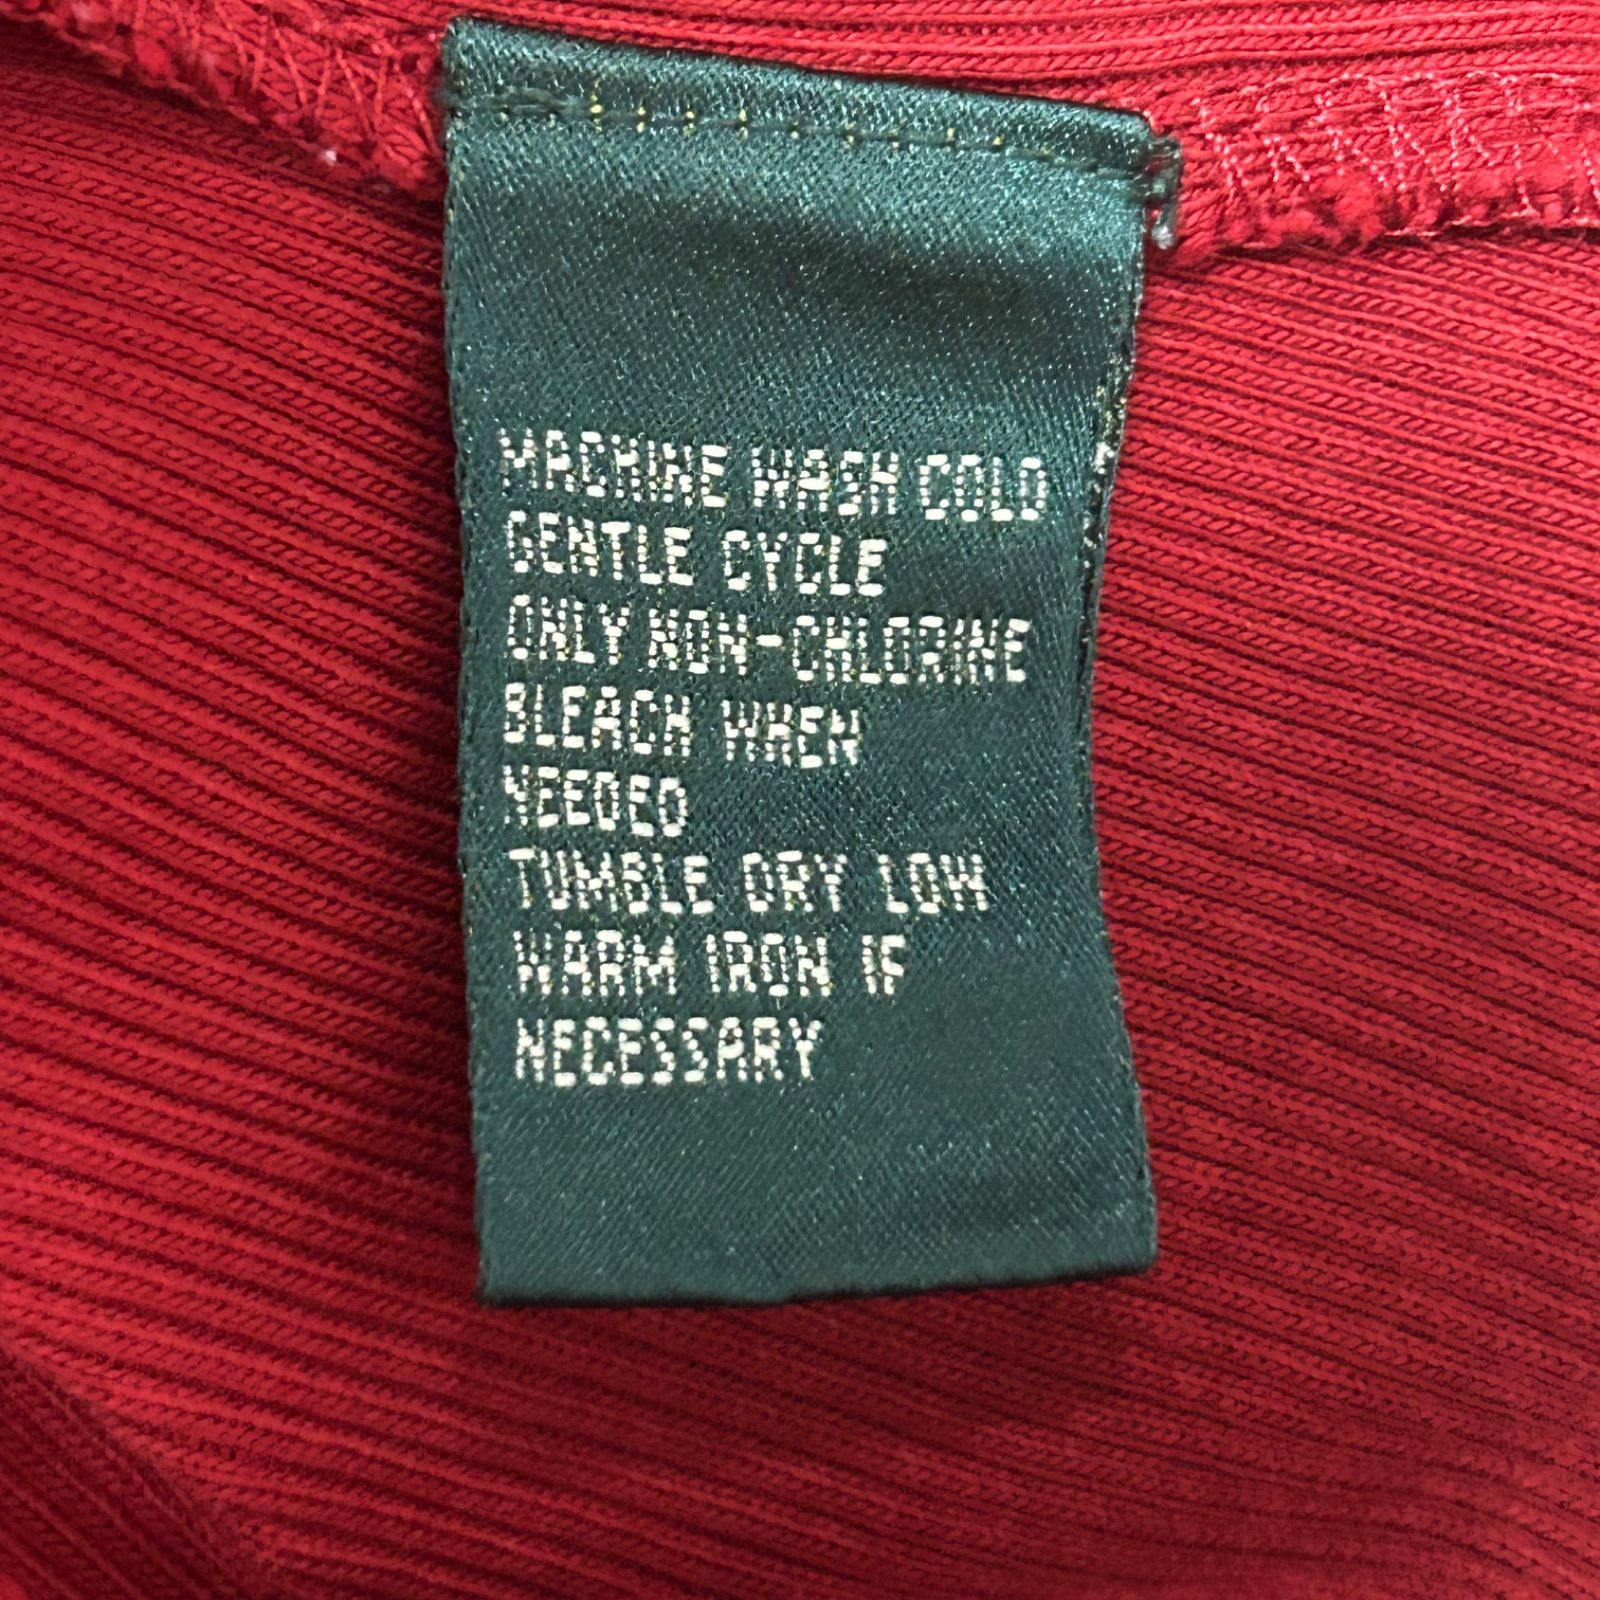 MACHINE WASH COLD
GENTLE CYCLE
ONLY NON-CHLORINE
BLEACH WHEN
NEEDED
TUMBLE DRY LOW
WARM IRON IF
NECESSARY